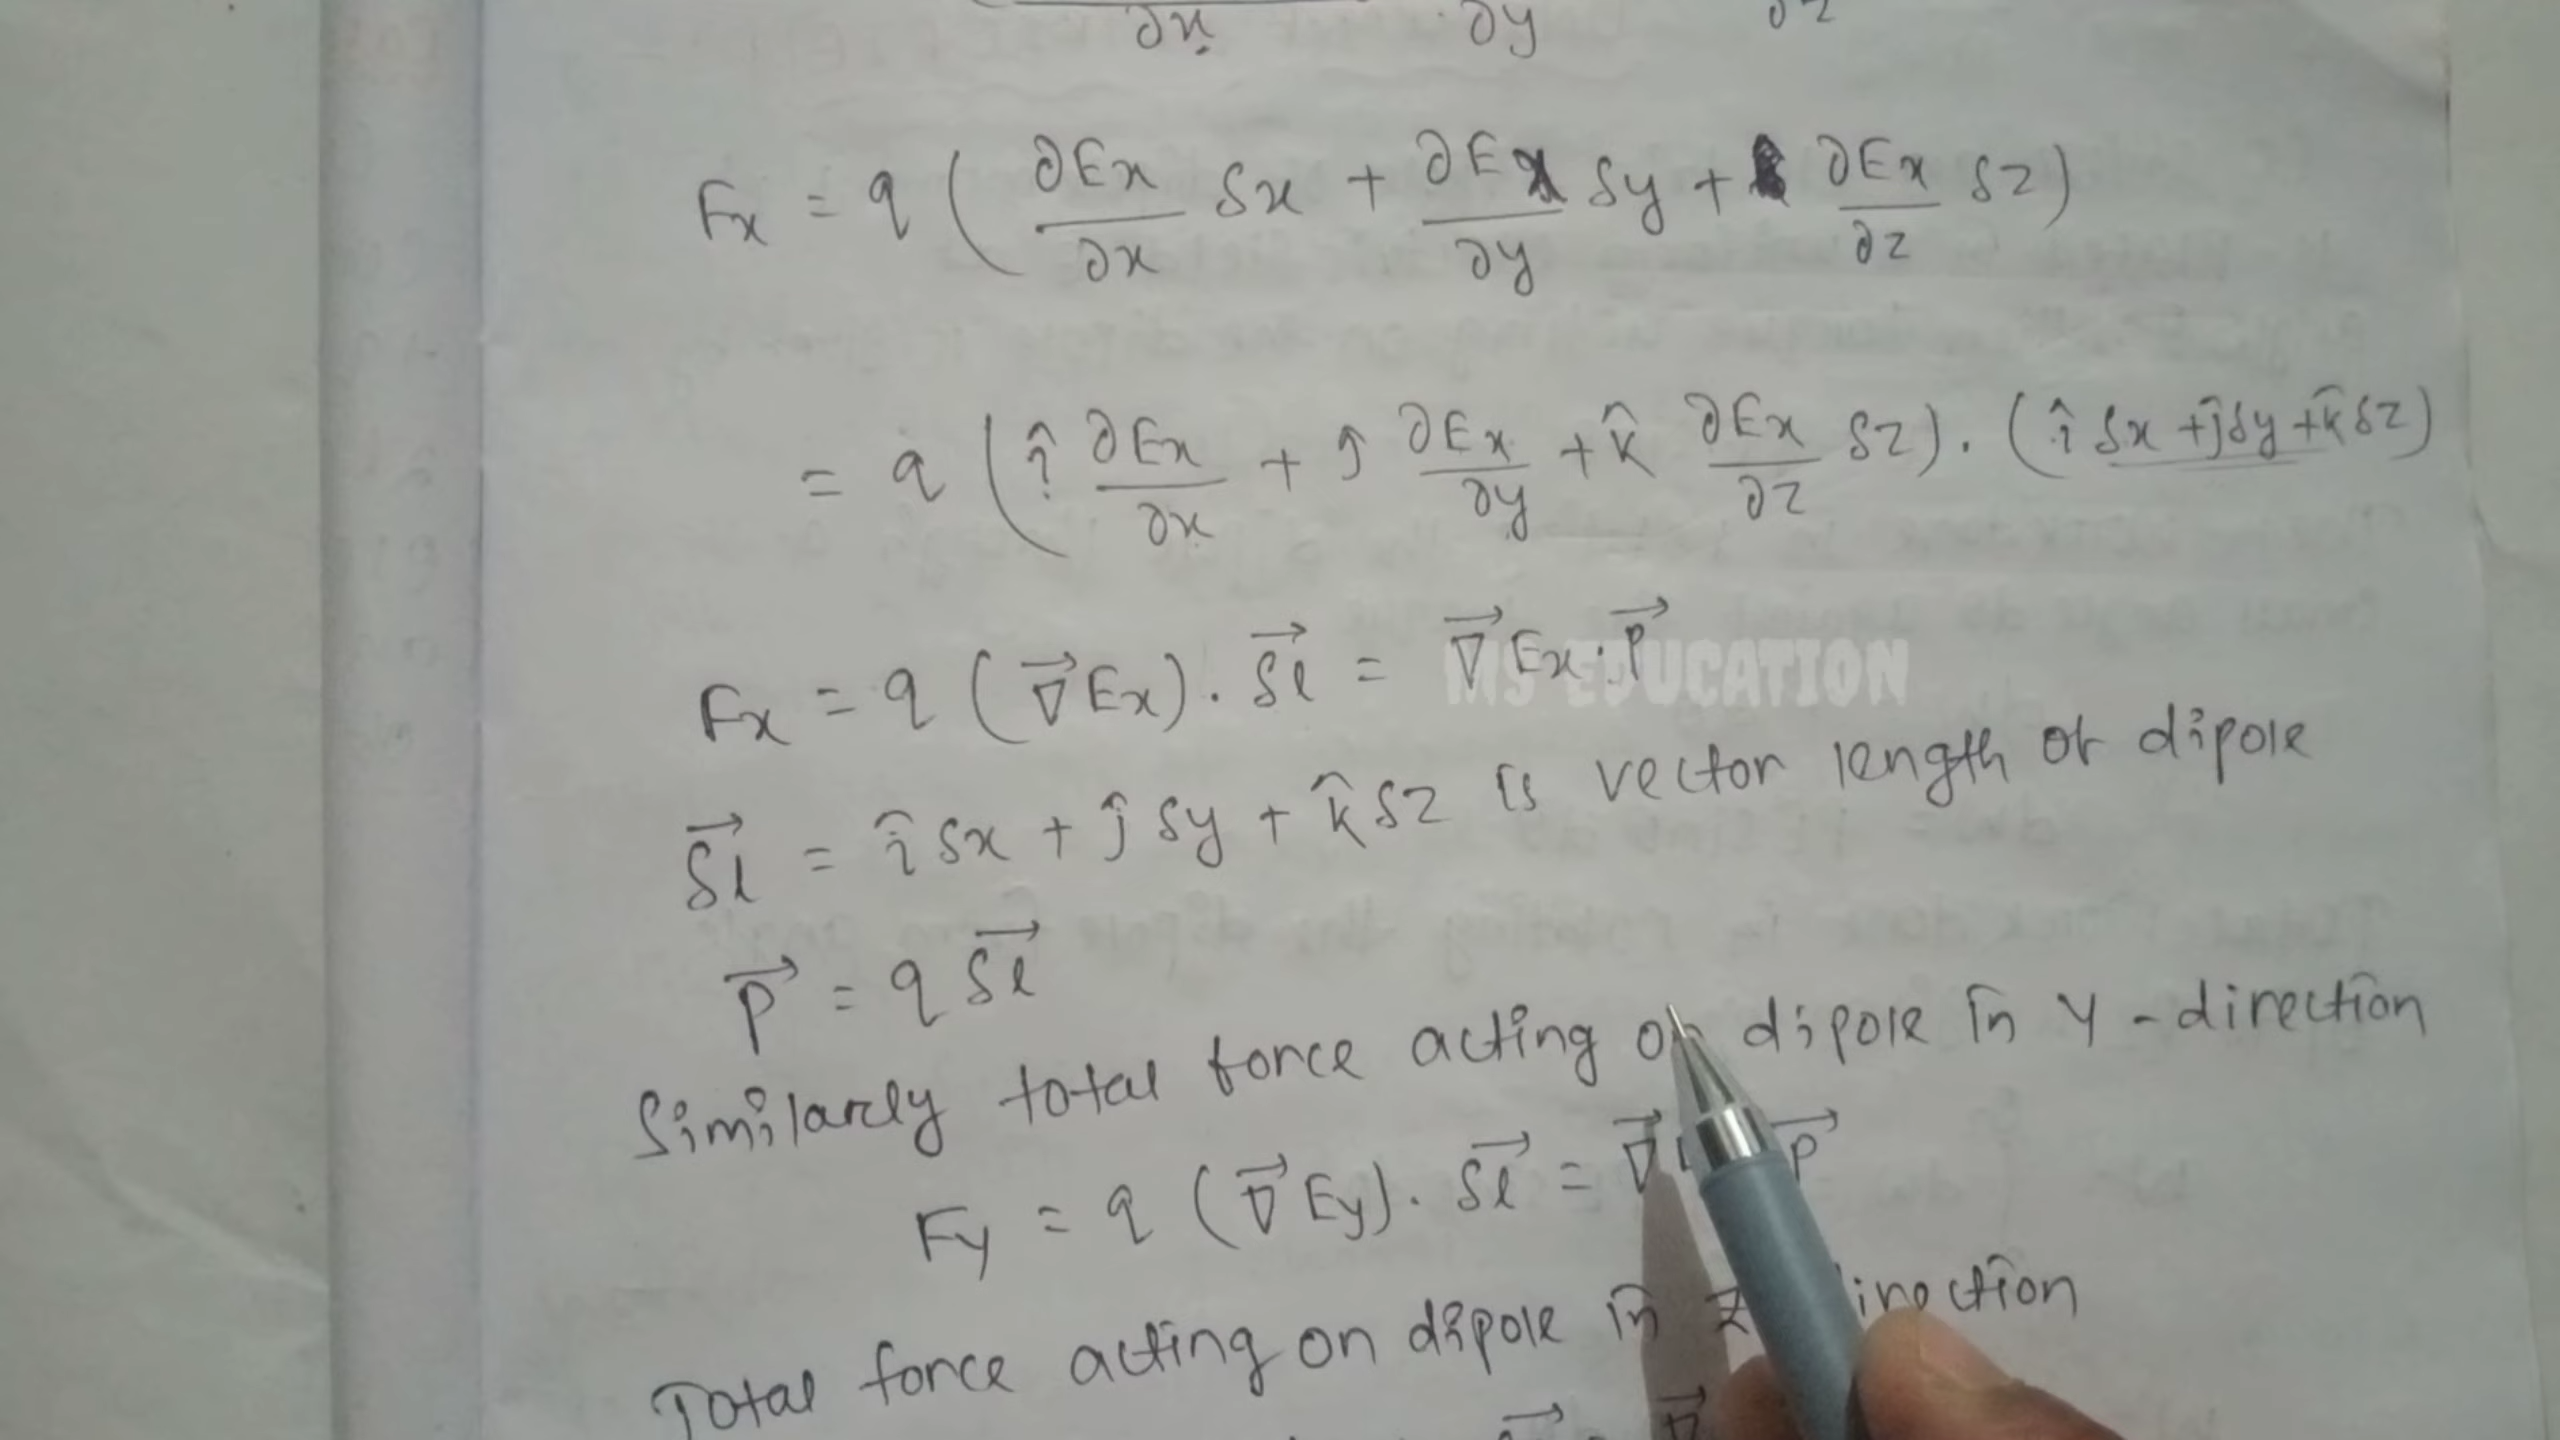 ∂x ∂y ∂z
Fx = q ( ∂Ex/∂x δx + ∂Ex/∂y δy + ∂Ex/∂z δz)
= q ( î ∂Ex/∂x + ĵ ∂Ex/∂y + k̂ ∂Ex/∂z δz). (î δx + ĵδy + k̂ δz)
Fx = q (∇⃗Ex). δl⃗ = ∇⃗Ex.P⃗
MS EDUCATION
δl⃗ = î δx + ĵ δy + k̂ δz is vector length of dipole
P⃗ = q δl⃗
Similarly total force acting on dipole in Y-direction
Fy = q (∇⃗Ey). δl⃗ = ∇⃗ P⃗
Total force acting on dipole in z direction